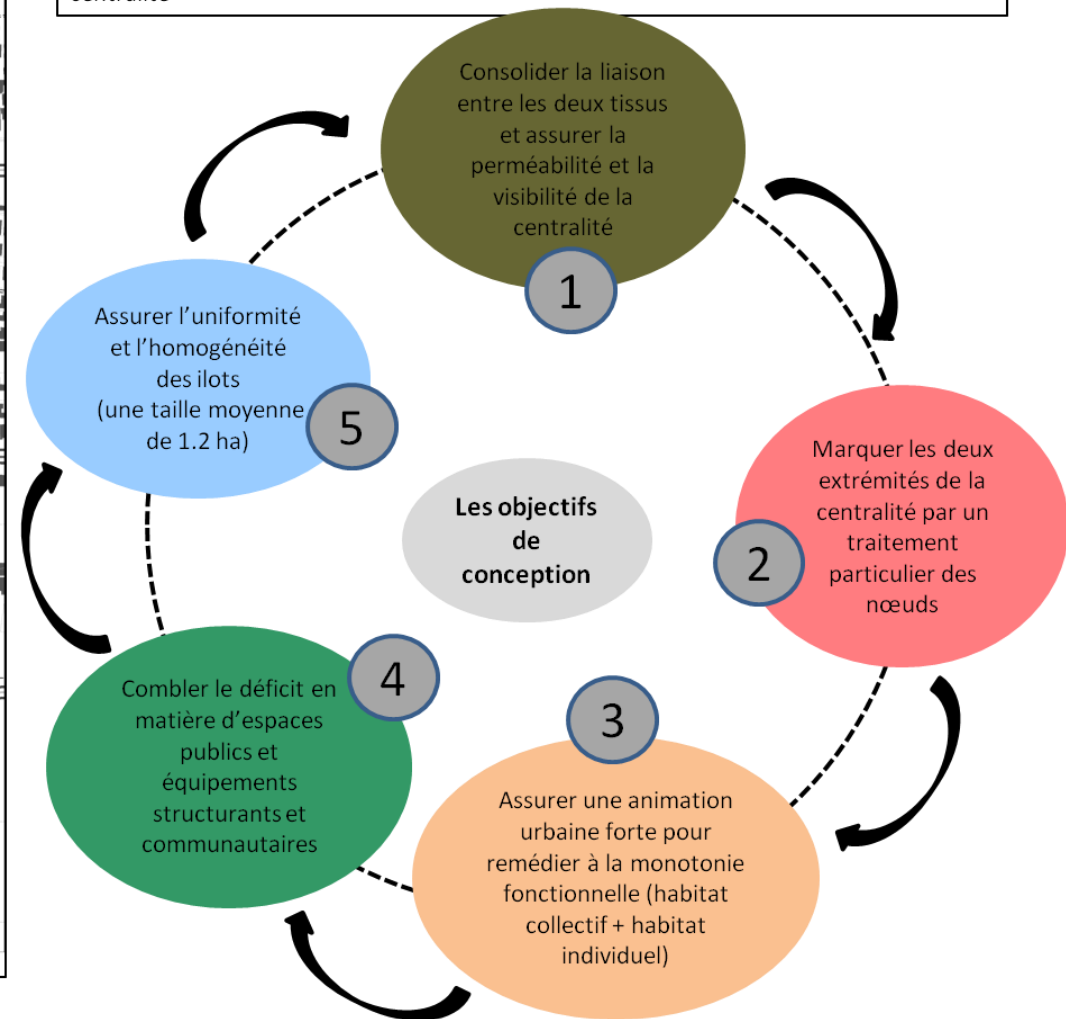 centralité
Consolider la liaison
entre les deux tissus
et assurer la
perméabilité et la
visibilité de la
centralité
1
Marquer les deux
extrémités de la
centralité par un
traitement
particulier des
nœuds
2
3
Assurer une animation
urbaine forte pour
remédier à la monotonie
fonctionnelle (habitat
collectif + habitat
individuel)
4
Combler le déficit en
matière d’espaces
publics et
équipements
structurants et
communautaires
Assurer l’uniformité
et l’homogénéité
des ilots
(une taille moyenne
de 1.2 ha)
5
Les objectifs
de
conception